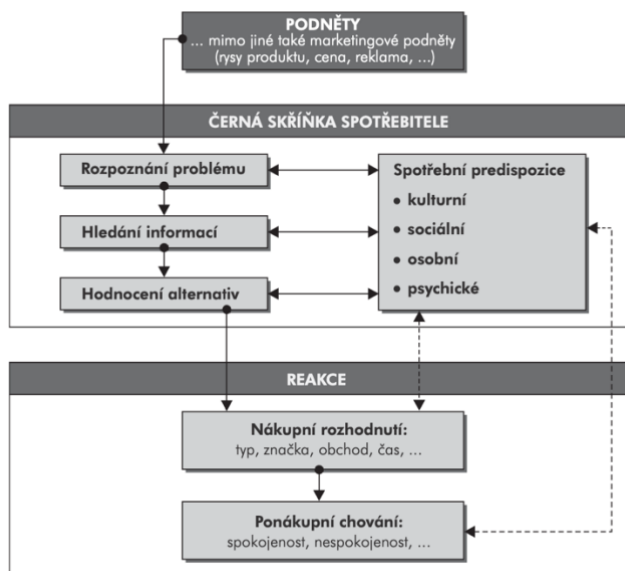 PODNĚTY
... mimo jiné také marketingové podněty
(rysy produktu, cena, reklama, ...)
ČERNÁ SKŘÍŇKA SPOTŘEBITELE
Rozpoznání problému
Hledání informací
Hodnocení alternativ
Spotřební predispozice
• kulturní
• sociální
• osobní
• psychické
REAKCE
Nákupní rozhodnutí:
typ, značka, obchod, čas, ...
Ponákupní chování:
spokojenost, nespokojenost, ...